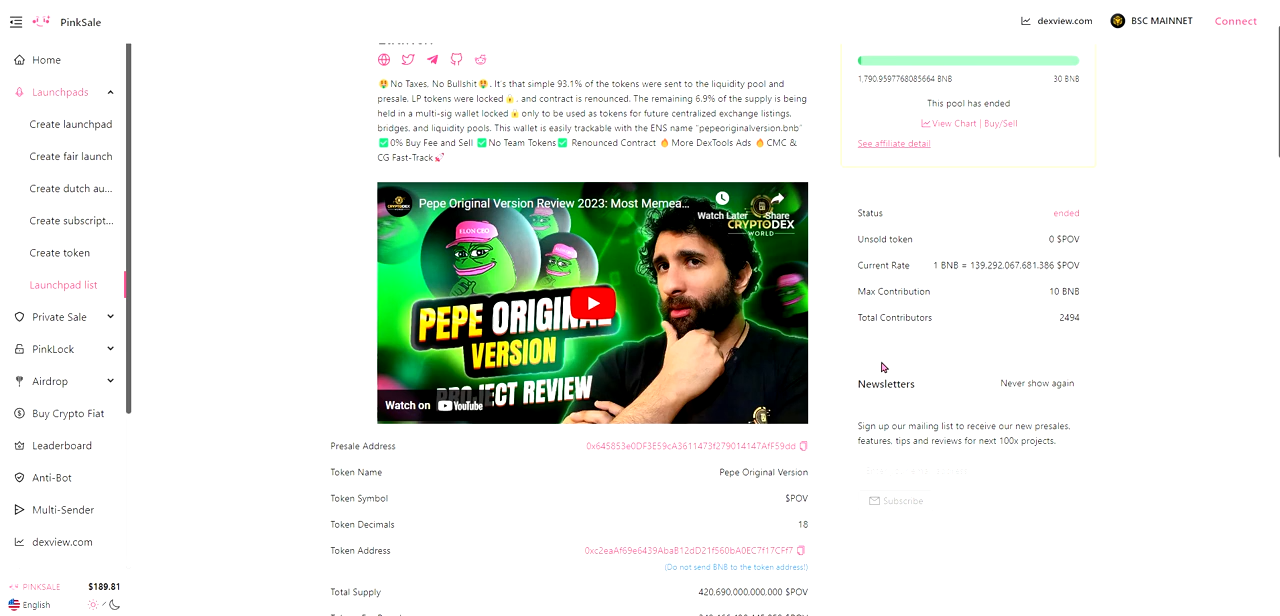 PinkSale
dexview.com
BSC MAINNET
Connect
Home
Launchpads
Create launchpad
Create fair launch
Create dutch au...
Create subscript...
Create token
Launchpad list
Private Sale
PinkLock
Airdrop
Buy Crypto Fiat
Leaderboard
Anti-Bot
Multi-Sender
dexview.com
PINKSALE $189.81
English
🤑No Taxes, No Bullshit🤑. It's that simple 93.1% of the tokens were sent to the liquidity pool and
presale. LP tokens were locked🔒, and contract is renounced. The remaining 6.9% of the supply is being
held in a multi-sig wallet locked🔒only to be used as tokens for future centralized exchange listings,
bridges, and liquidity pools. This wallet is easily trackable with the ENS name "pepeoriginalversion.bnb"
✅0% Buy Fee and Sell ✅No Team Tokens✅ Renounced Contract 🔥More DexTools Ads 🔥CMC &
CG Fast-Track🚀
CRYPTODEX
Pepe Original Version Review 2023: Most Memea...
Watch Later
Share
CRYPTODEX
WORLD
ELON CEO
PEPE ORIGINAL
VERSION
PROJECT REVIEW
Watch on YouTube
Presale Address 0x645853e0DF3E59cA3611473f279014147AfF59dd
Token Name Pepe Original Version
Token Symbol $POV
Token Decimals 18
Token Address 0xc2eaAf69e6439AbaB12dD21f560bA0EC7f17CFf7
(Do not send BNB to the token address!)
Total Supply 420,690,000,000,000 $POV
1,790.9597768085664 BNB 30 BNB
This pool has ended
View Chart | Buy/Sell
See affiliate detail
Status ended
Unsold token 0 $POV
Current Rate 1 BNB = 139,292,067,681.386 $POV
Max Contribution 10 BNB
Total Contributors 2494
Newsletters Never show again
Sign up our mailing list to receive our new presales,
features, tips and reviews for next 100x projects.
Subscribe